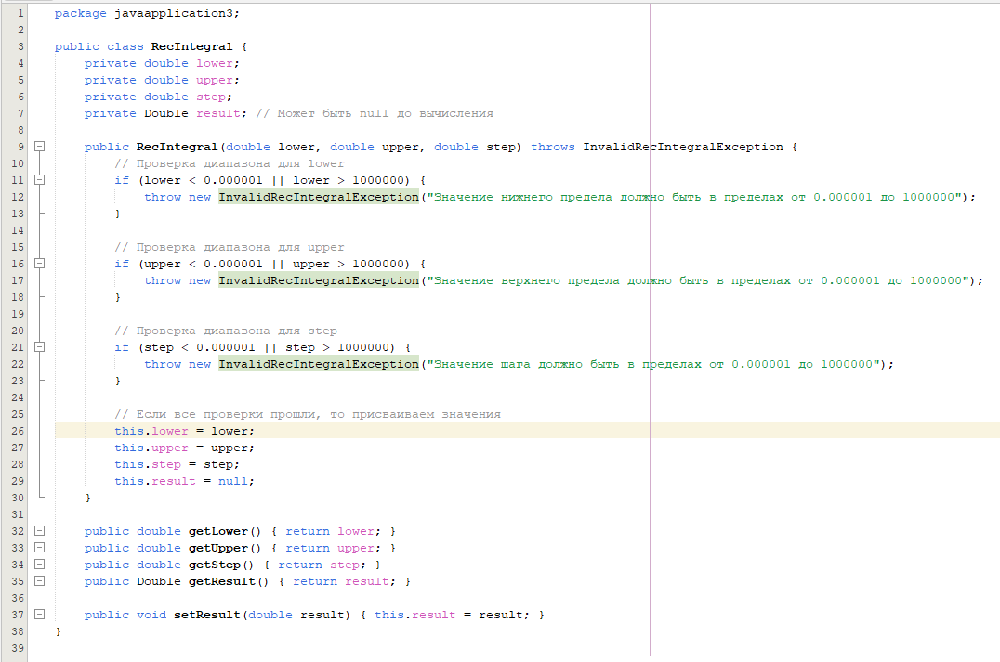 1 package javaapplication3;
2
3 public class RecIntegral {
4     private double lower;
5     private double upper;
6     private double step;
7     private Double result; // Может быть null до вычисления
8
9     public RecIntegral(double lower, double upper, double step) throws InvalidRecIntegralException {
10         // Проверка диапазона для lower
11         if (lower < 0.000001 || lower > 1000000) {
12             throw new InvalidRecIntegralException("Значение нижнего предела должно быть в пределах от 0.000001 до 1000000");
13         }
14
15         // Проверка диапазона для upper
16         if (upper < 0.000001 || upper > 1000000) {
17             throw new InvalidRecIntegralException("Значение верхнего предела должно быть в пределах от 0.000001 до 1000000");
18         }
19
20         // Проверка диапазона для step
21         if (step < 0.000001 || step > 1000000) {
22             throw new InvalidRecIntegralException("Значение шага должно быть в пределах от 0.000001 до 1000000");
23         }
24
25         // Если все проверки прошли, то присваиваем значения
26         this.lower = lower;
27         this.upper = upper;
28         this.step = step;
29         this.result = null;
30     }
31
32     public double getLower() { return lower; }
33     public double getUpper() { return upper; }
34     public double getStep() { return step; }
35     public Double getResult() { return result; }
36
37     public void setResult(double result) { this.result = result; }
38 }
39